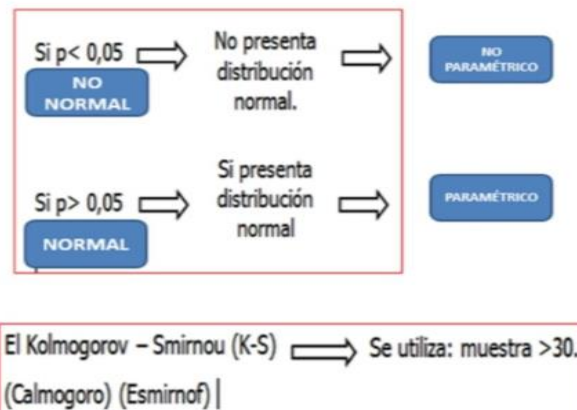 Si p< 0,05
NO
NORMAL
No presenta
distribución
normal.
NO
PARAMÉTRICO
Si p> 0,05
NORMAL
Si presenta
distribución
normal
PARAMÉTRICO
El Kolmogorov – Smirnou (K-S)
Se utiliza: muestra >30.
(Calmogoro) (Esmirnof)